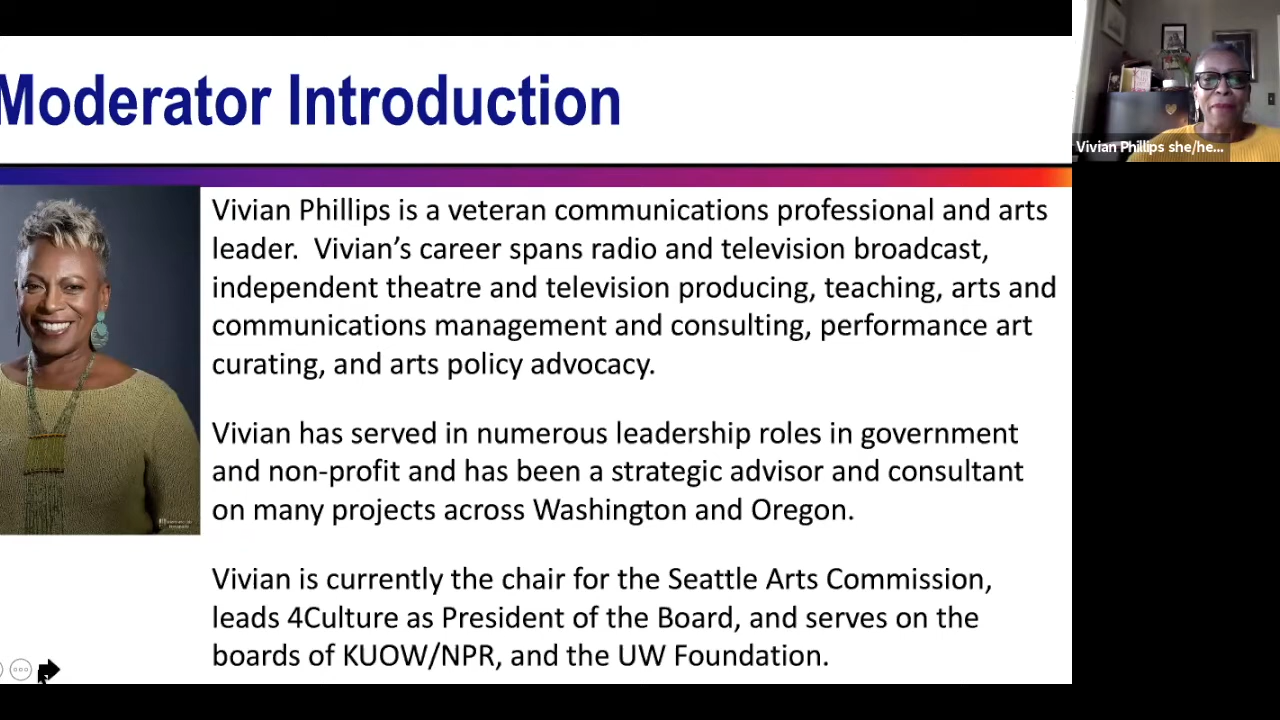 Moderator Introduction
Vivian Phillips she/he...
Vivian Phillips is a veteran communications professional and arts
leader.  Vivian’s career spans radio and television broadcast,
independent theatre and television producing, teaching, arts and
communications management and consulting, performance art
curating, and arts policy advocacy.
Vivian has served in numerous leadership roles in government
and non-profit and has been a strategic advisor and consultant
on many projects across Washington and Oregon.
Vivian is currently the chair for the Seattle Arts Commission,
leads 4Culture as President of the Board, and serves on the
boards of KUOW/NPR, and the UW Foundation.